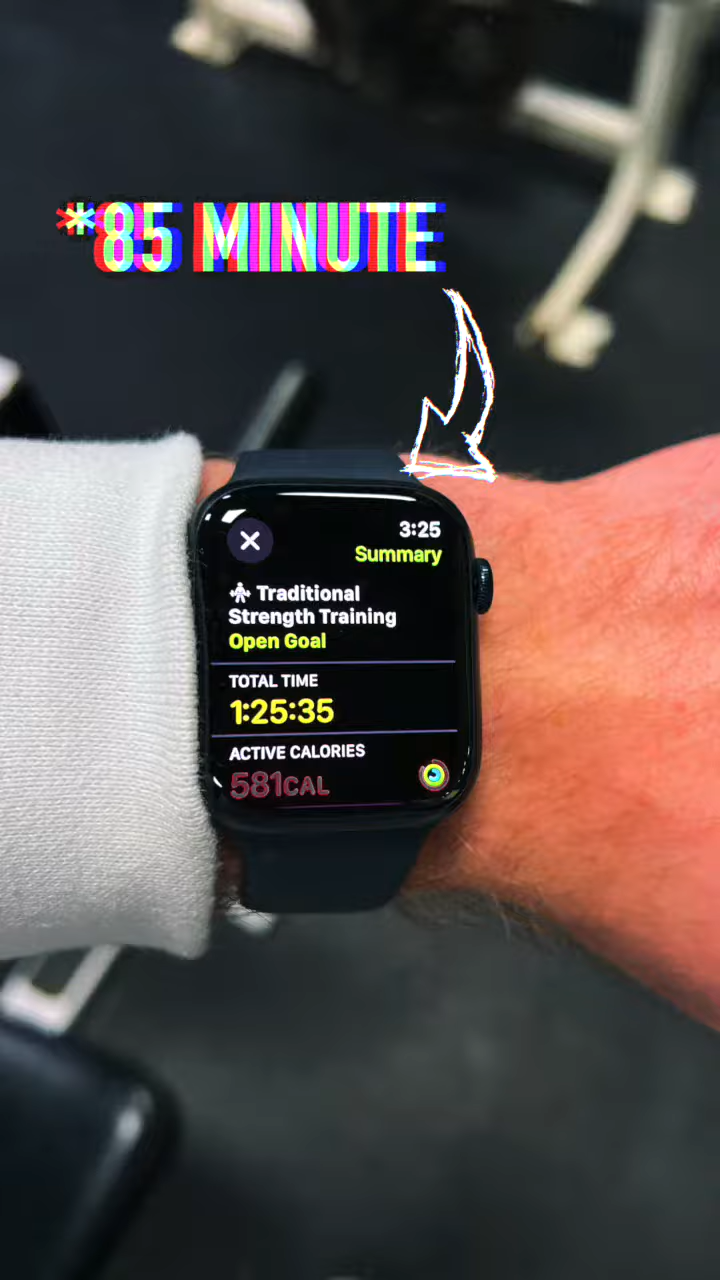 *85 MINUTE
3:25
Summary
Traditional
Strength Training
Open Goal
TOTAL TIME
1:25:35
ACTIVE CALORIES
581CAL